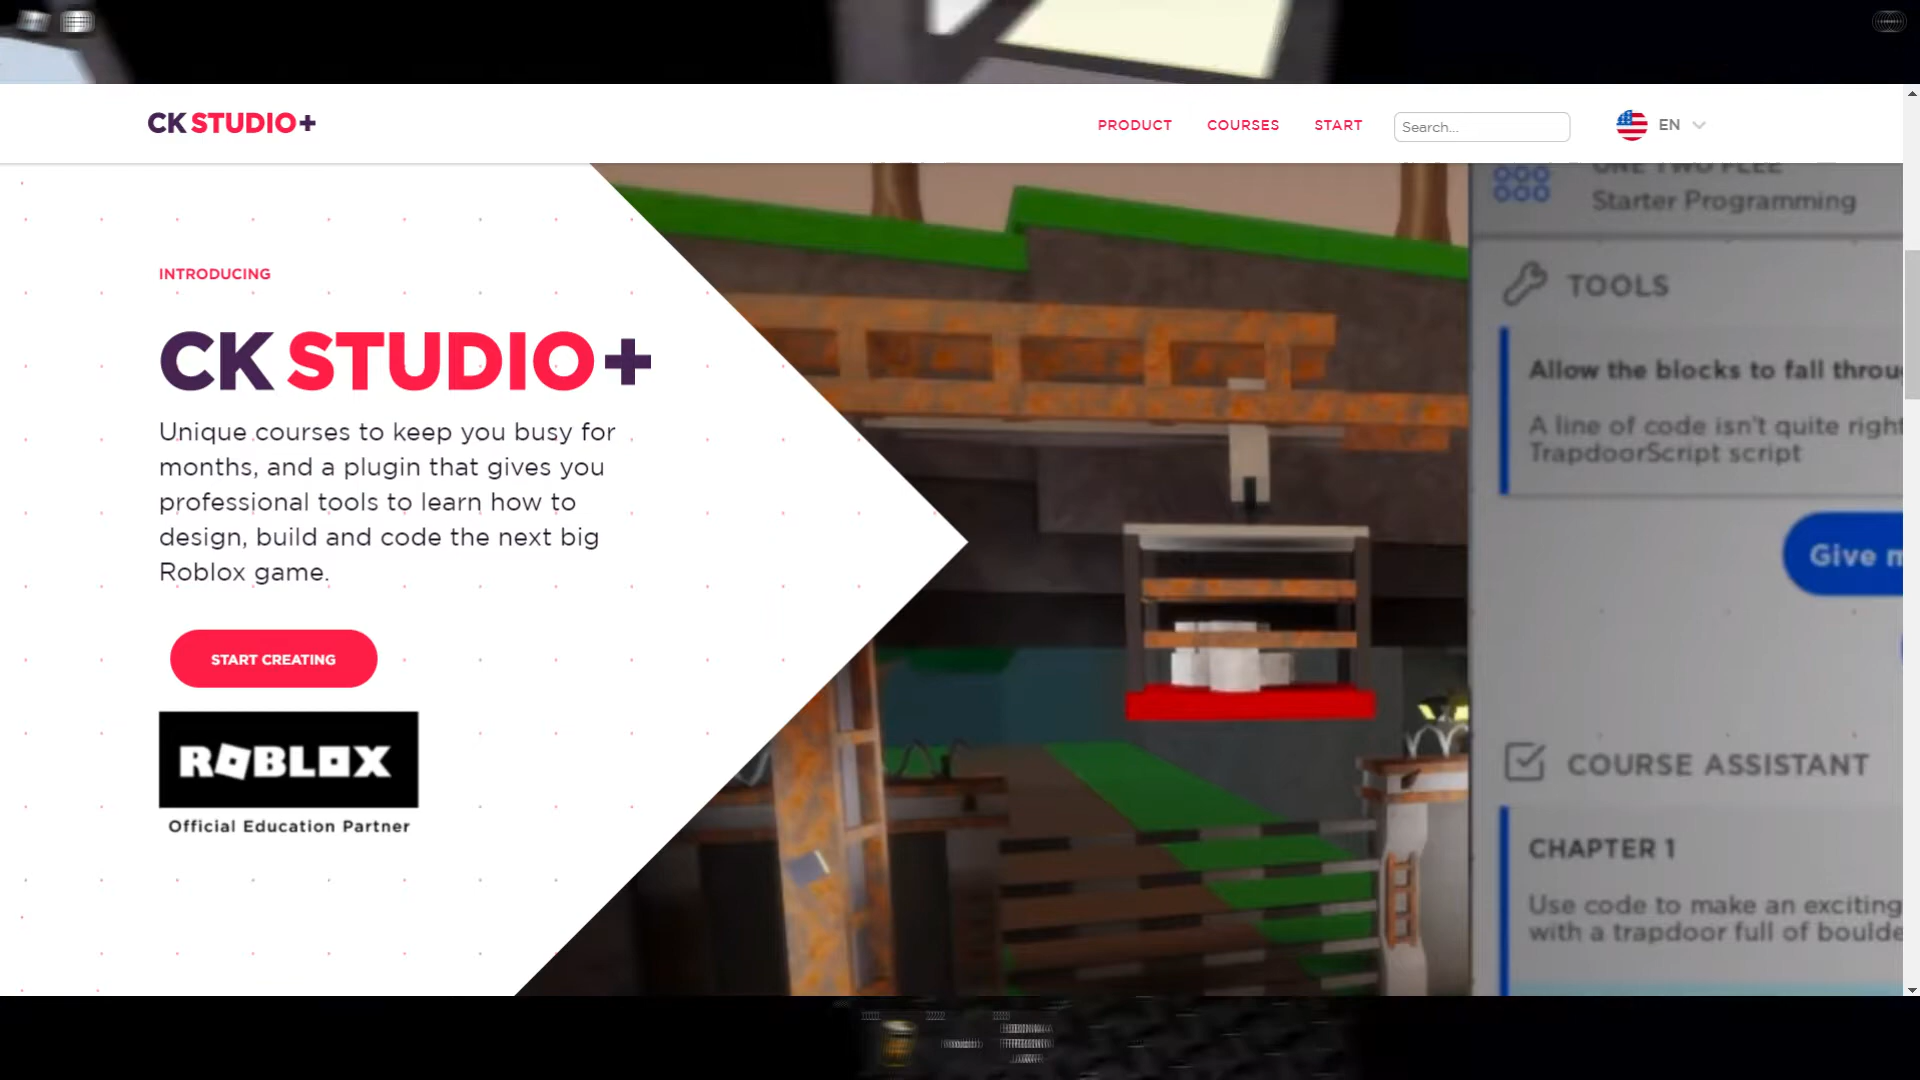 CK STUDIO+
PRODUCT
COURSES
START
Search...
EN
INTRODUCING
CK STUDIO+
Unique courses to keep you busy for
months, and a plugin that gives you
professional tools to learn how to
design, build and code the next big
Roblox game.
START CREATING
ROBLOX
Official Education Partner
Starter Programming
TOOLS
Allow the blocks to fall
A line of code isn't quite right
TrapdoorScript script
Give
COURSE ASSISTANT
CHAPTER 1
Use code to make an exciting
with a trapdoor full of